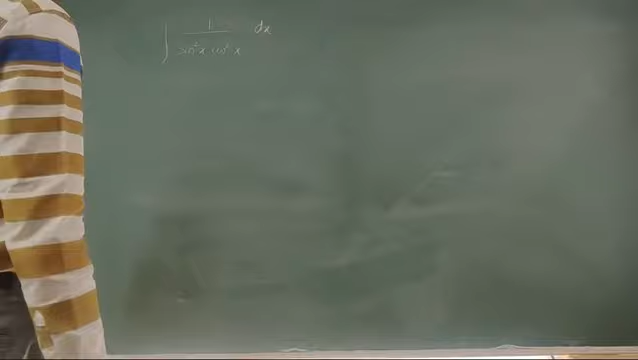 ∫ 1 / sin²x cos²x dx